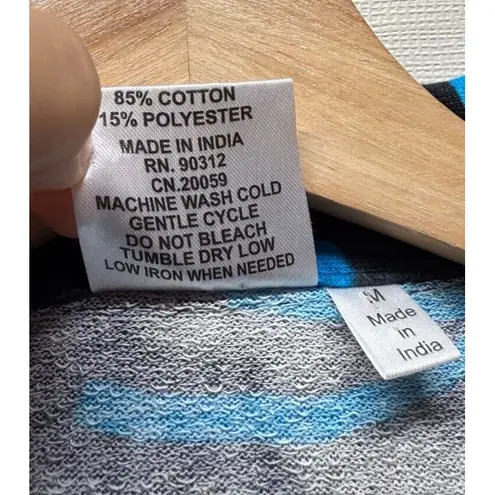 85% COTTON
15% POLYESTER
MADE IN INDIA
RN. 90312
CN.20059
MACHINE WASH COLD
GENTLE CYCLE
DO NOT BLEACH
TUMBLE DRY LOW
LOW IRON WHEN NEEDED
M
Made
in
India